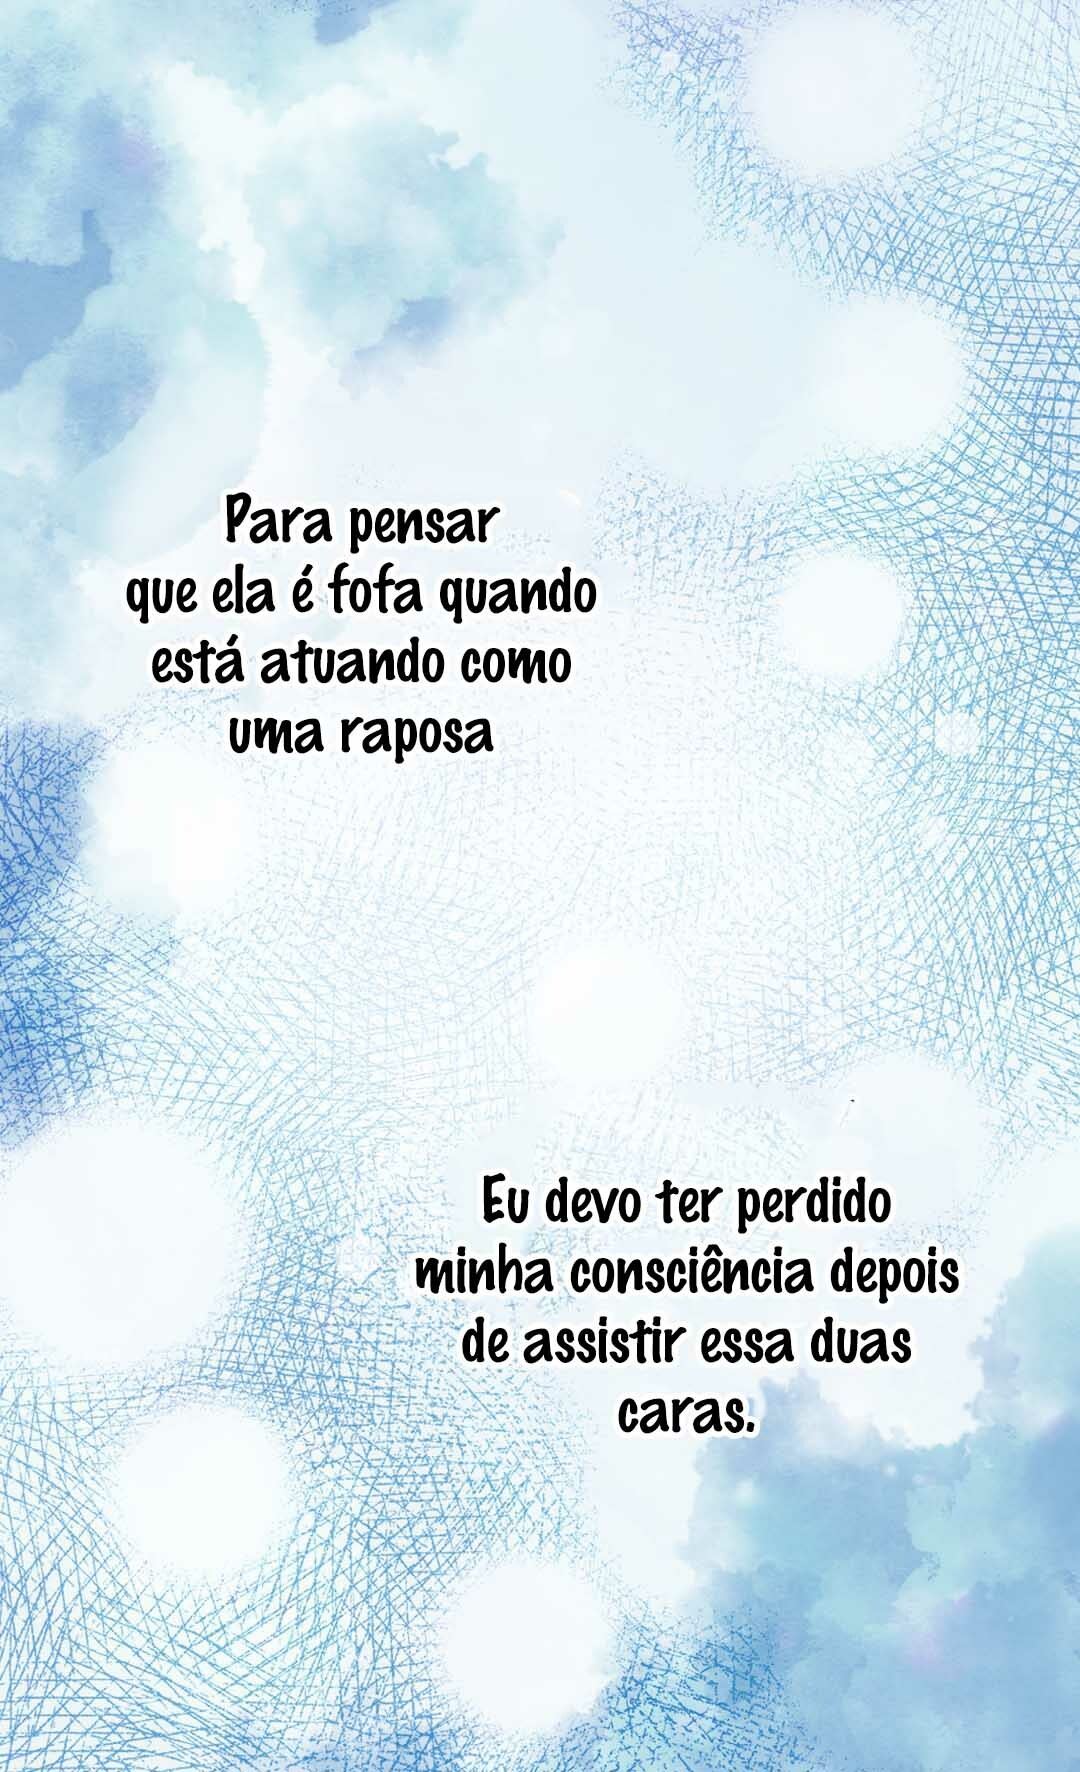 Para pensar
que ela é fofa quando
está atuando como
uma raposa
Eu devo ter perdido
minha consciência depois
de assistir essa duas
caras.